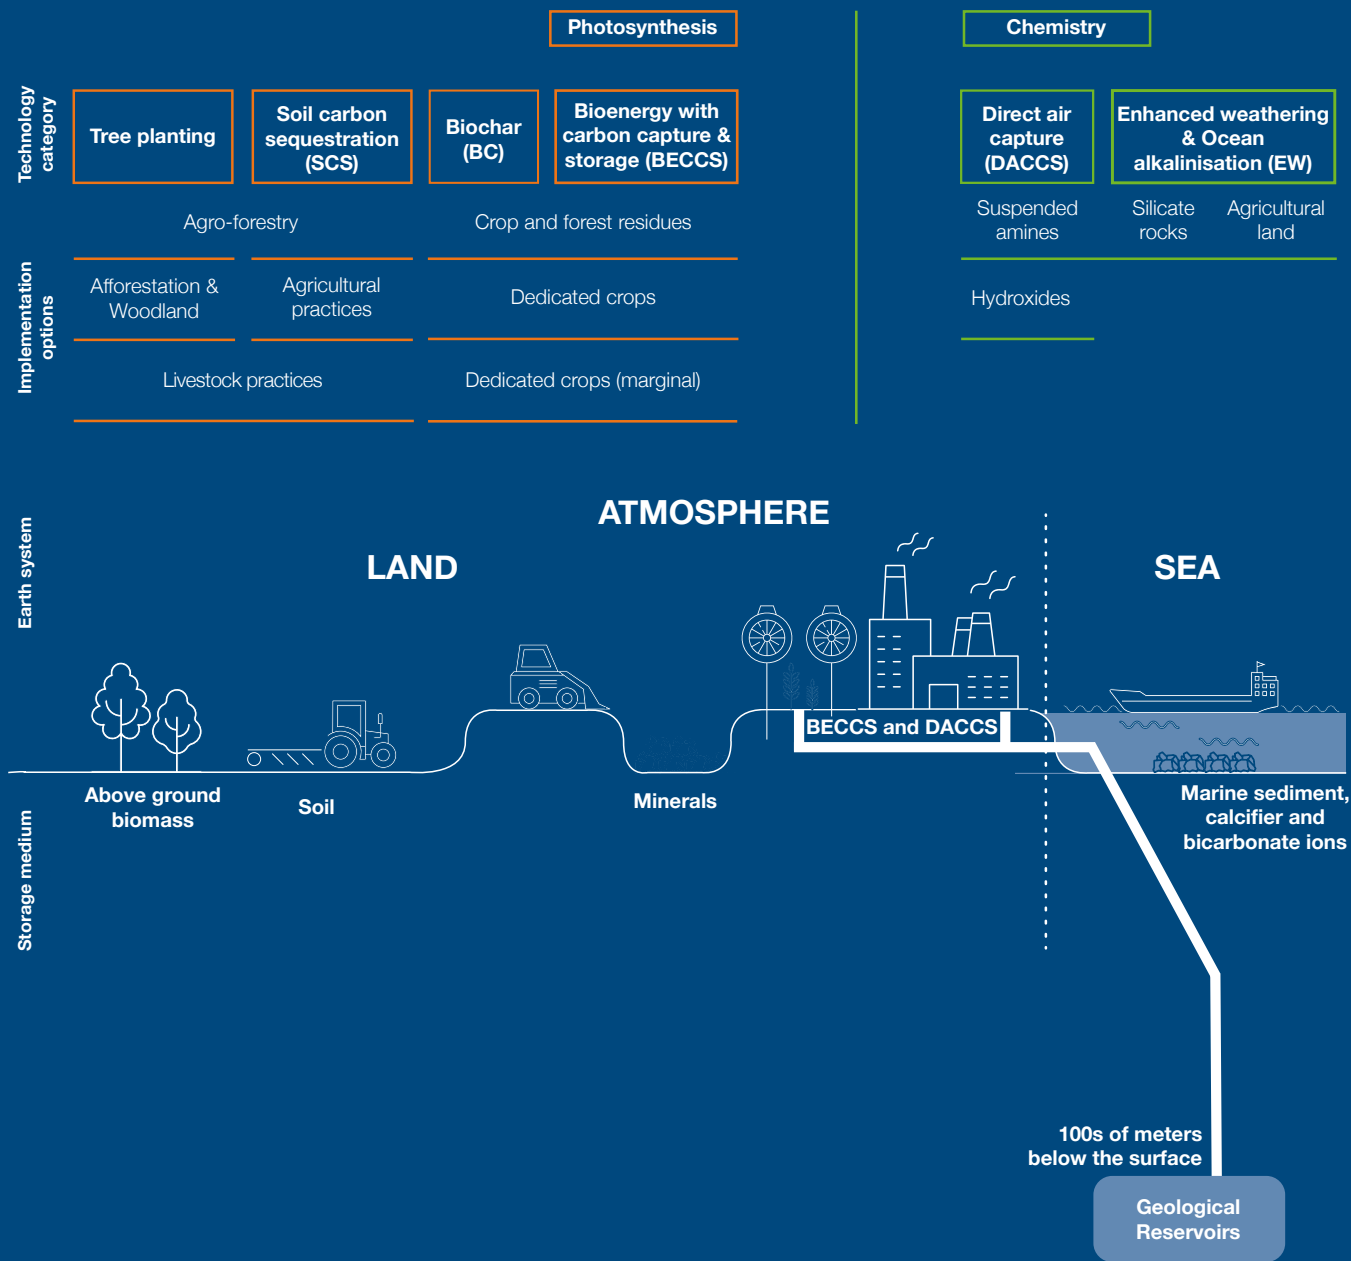 Photosynthesis
Chemistry
Technology
category
Tree planting
Soil carbon
sequestration
(SCS)
Biochar
(BC)
Bioenergy with
carbon capture &
storage (BECCS)
Direct air
capture
(DACCS)
Enhanced weathering
& Ocean
alkalinisation (EW)
Implementation
options
Agro-forestry
Crop and forest residues
Suspended
amines
Silicate
rocks
Agricultural
land
Afforestation &
Woodland
Agricultural
practices
Dedicated crops
Hydroxides
Livestock practices
Dedicated crops (marginal)
Earth system
ATMOSPHERE
LAND
SEA
BECCS and DACCS
Storage medium
Above ground
biomass
Soil
Minerals
Marine sediment,
calcifier and
bicarbonate ions
100s of meters
below the surface
Geological
Reservoirs